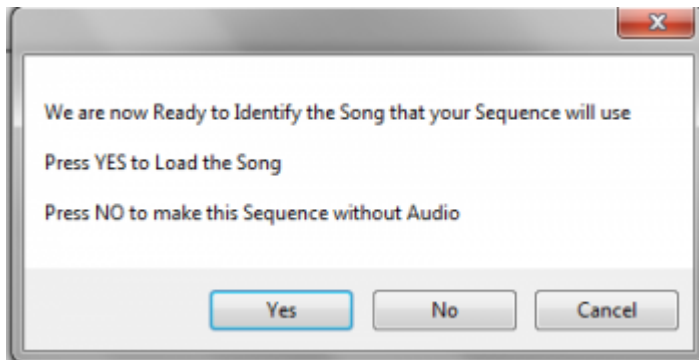 We are now Ready to Identify the Song that your Sequence will use
Press YES to Load the Song
Press NO to make this Sequence without Audio
Yes
No
Cancel